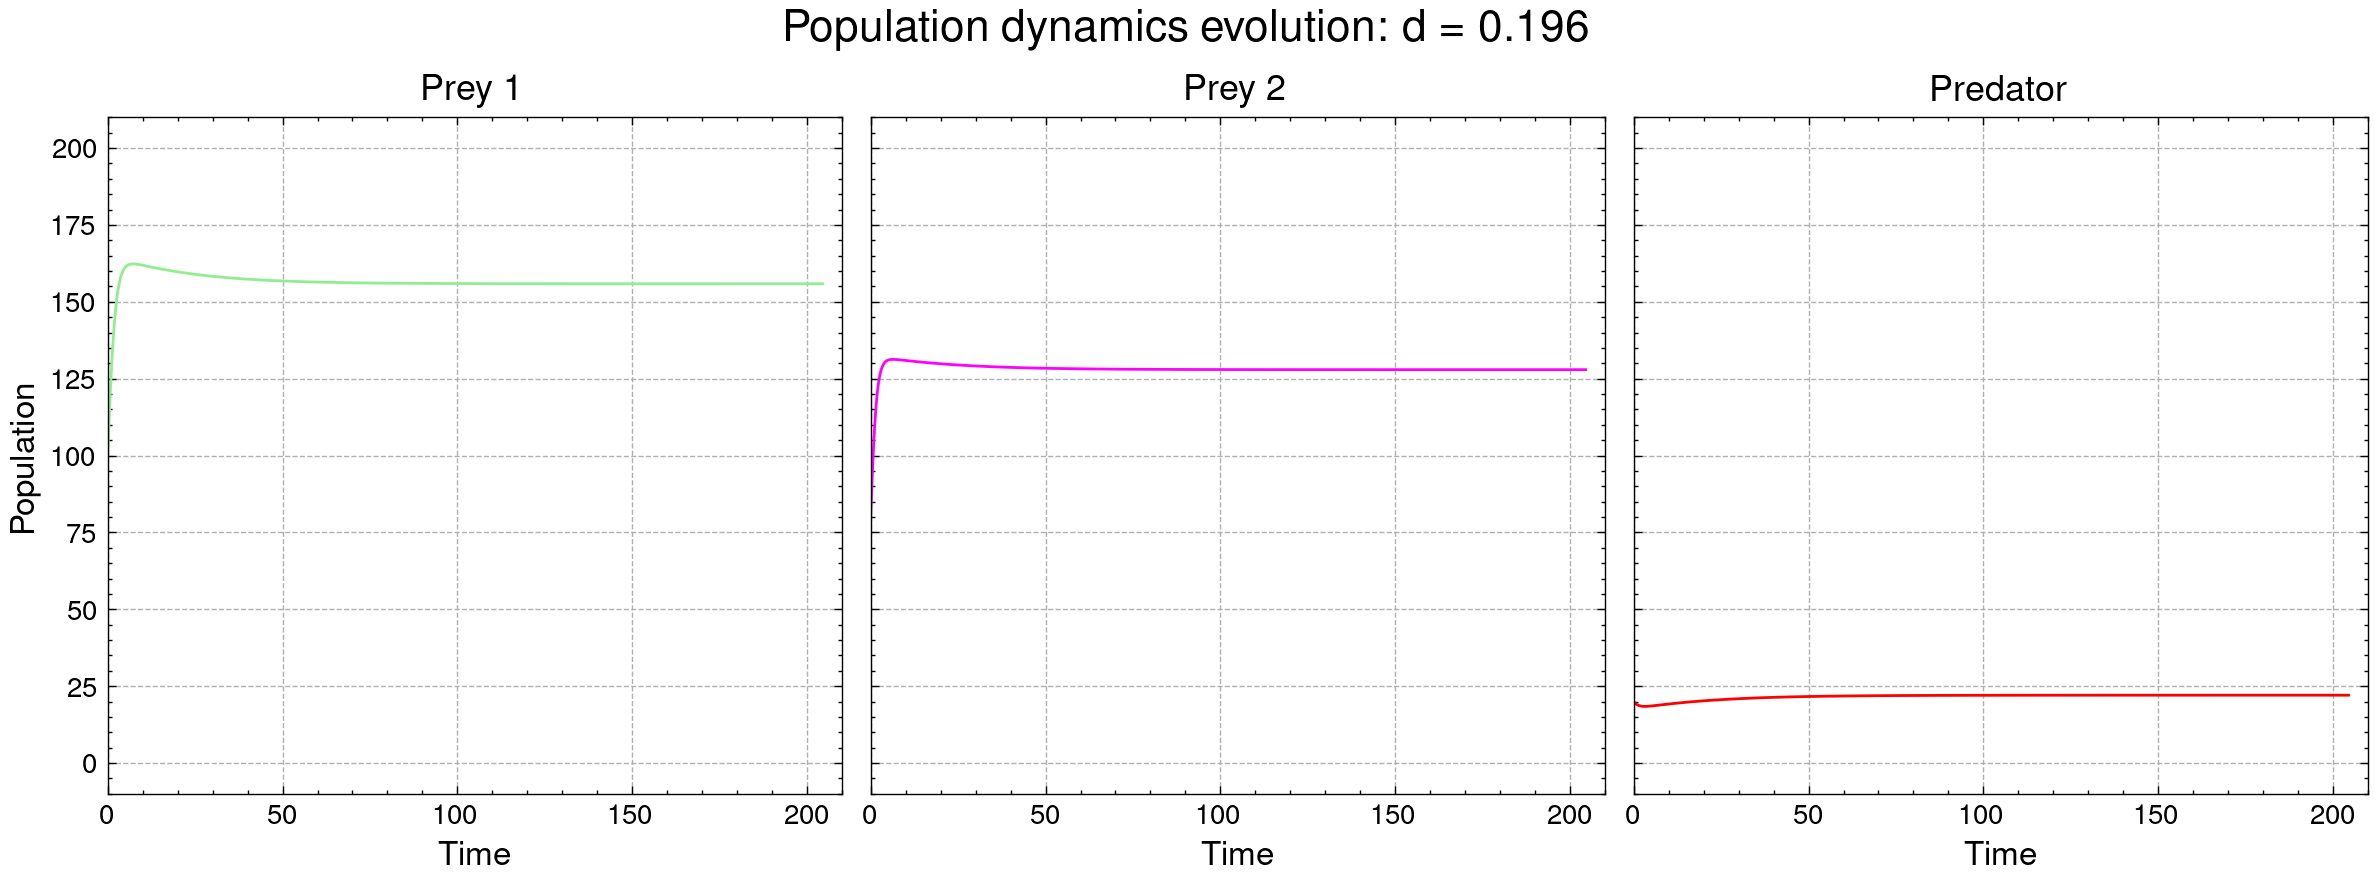 Population dynamics evolution: d = 0.196
Prey 1
Prey 2
Predator
Population
200
175
150
125
100
75
50
25
0
0 50 100 150 200
0 50 100 150 200
0 50 100 150 200
Time
Time
Time